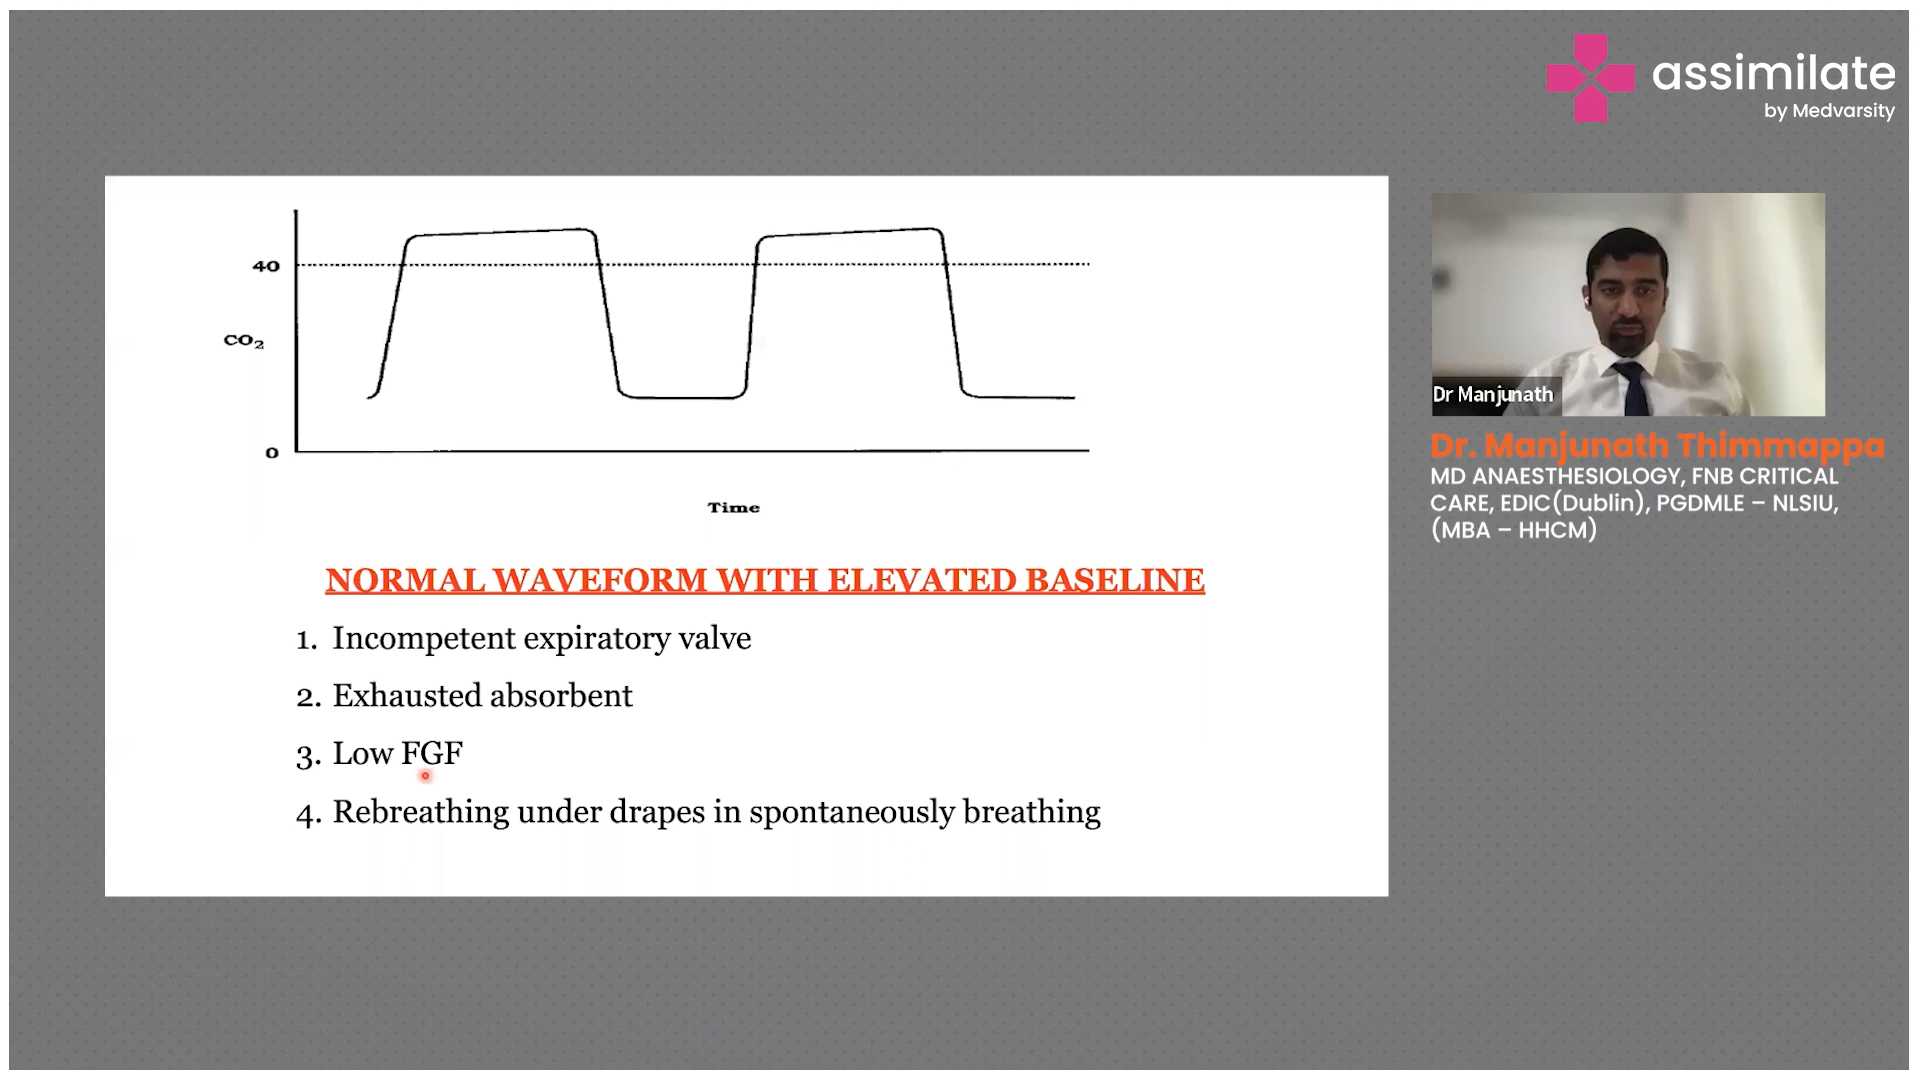 assimilate
by Medvarsity
40
CO2
0
Time
NORMAL WAVEFORM WITH ELEVATED BASELINE
1. Incompetent expiratory valve
2. Exhausted absorbent
3. Low FGF
4. Rebreathing under drapes in spontaneously breathing
Dr Manjunath
Dr. Manjunath Thimmappa
MD ANAESTHESIOLOGY, FNB CRITICAL
CARE, EDIC(Dublin), PGDMLE – NLSIU,
(MBA – HHCM)